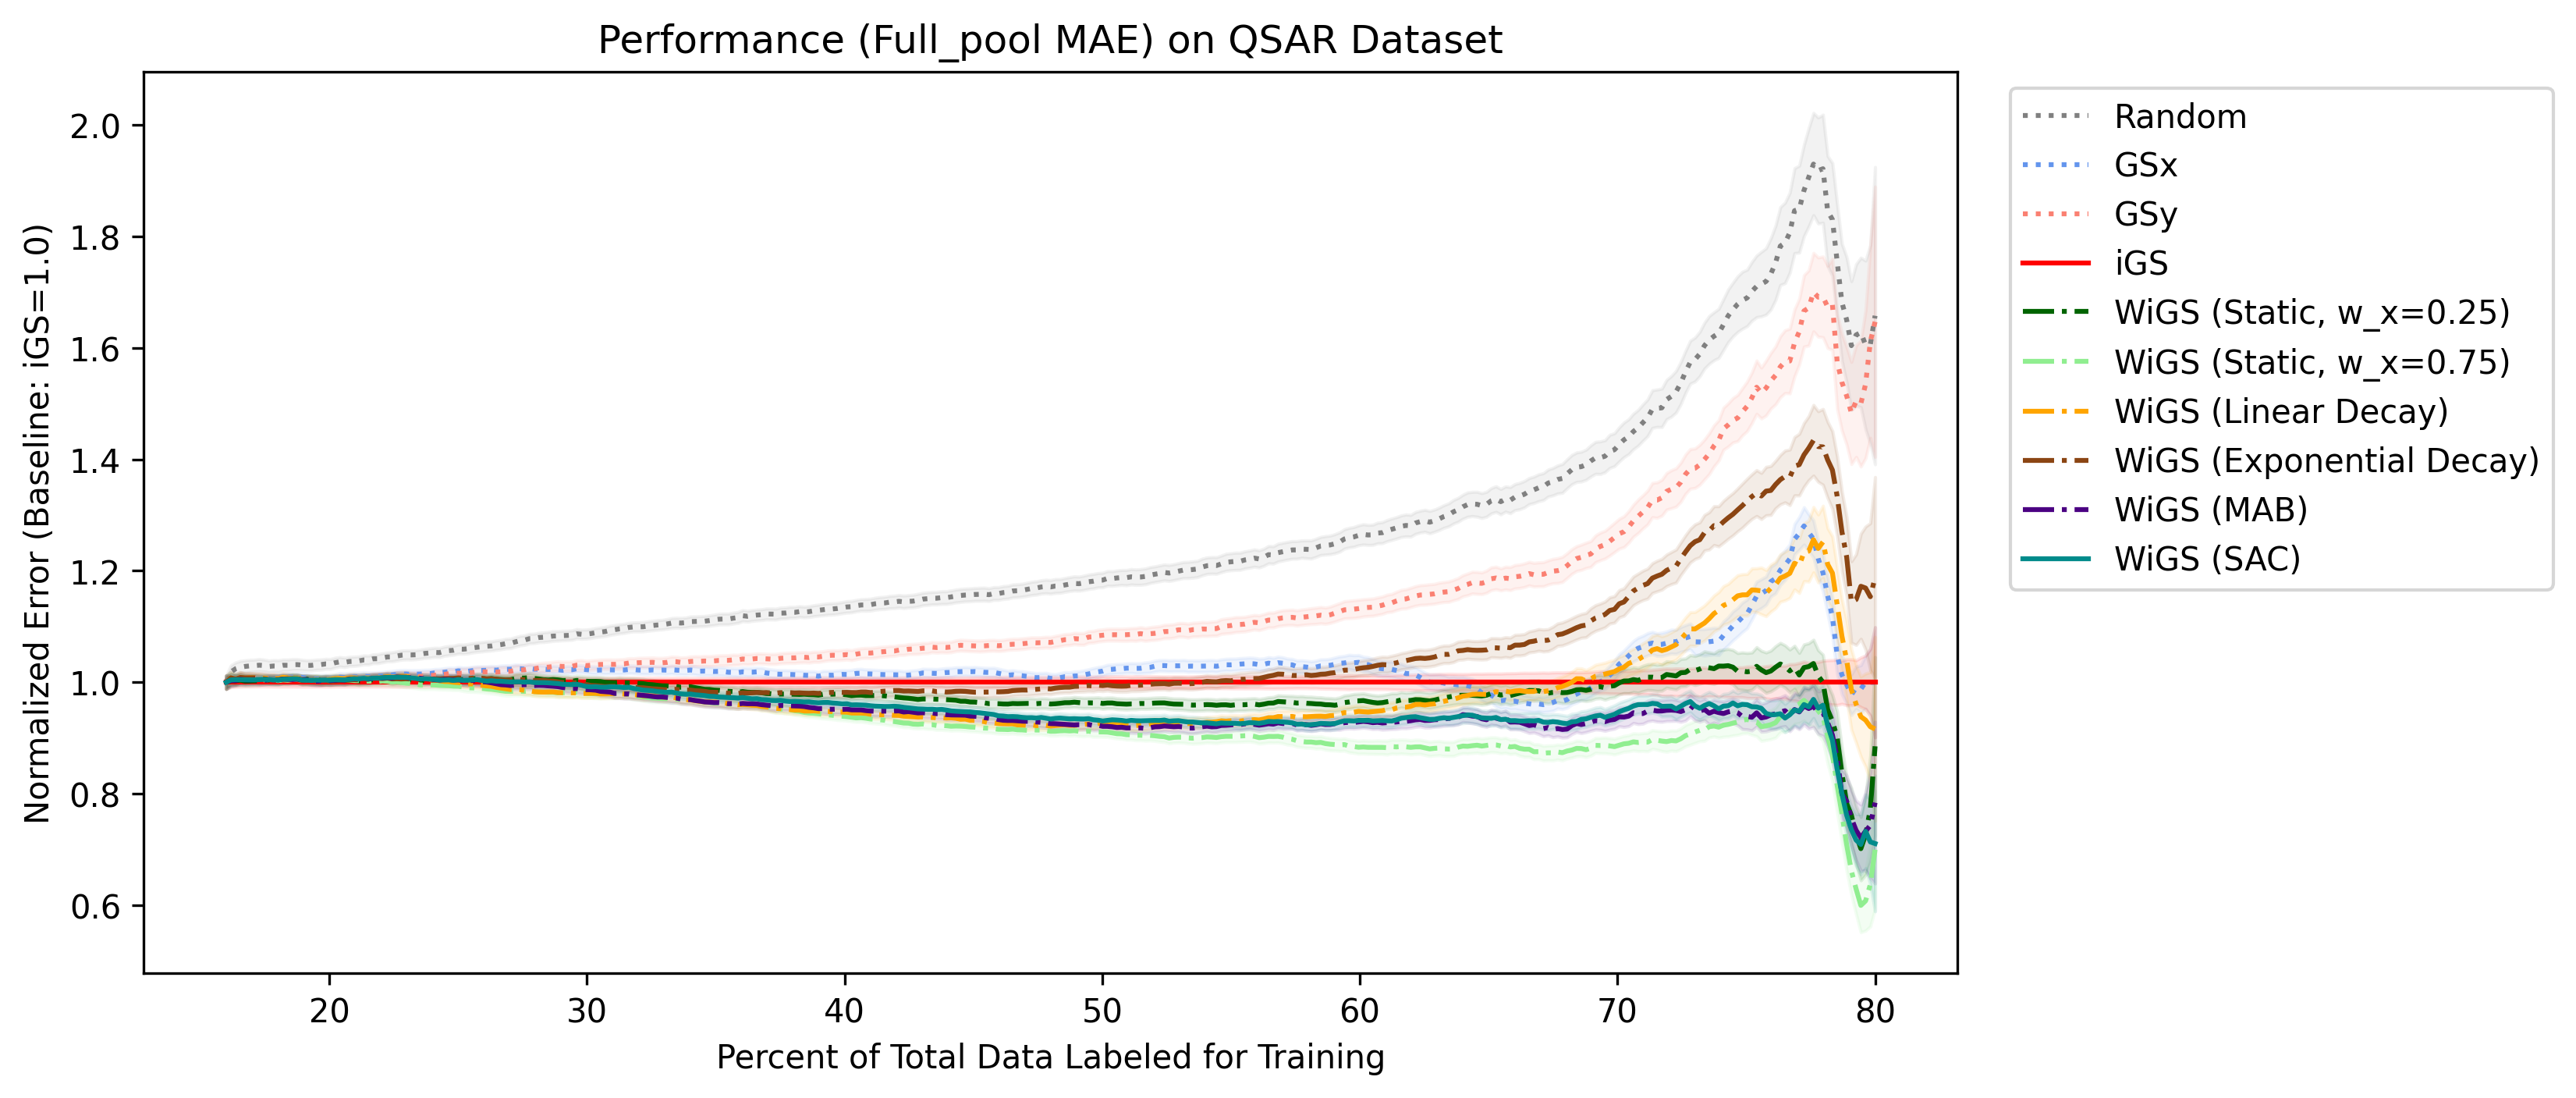 Performance (Full_pool MAE) on QSAR Dataset
Normalized Error (Baseline: iGS=1.0)
2.0
1.8
1.6
1.4
1.2
1.0
0.8
0.6
20 30 40 50 60 70 80
Percent of Total Data Labeled for Training
Random
GSx
GSy
iGS
WiGS (Static, w_x=0.25)
WiGS (Static, w_x=0.75)
WiGS (Linear Decay)
WiGS (Exponential Decay)
WiGS (MAB)
WiGS (SAC)